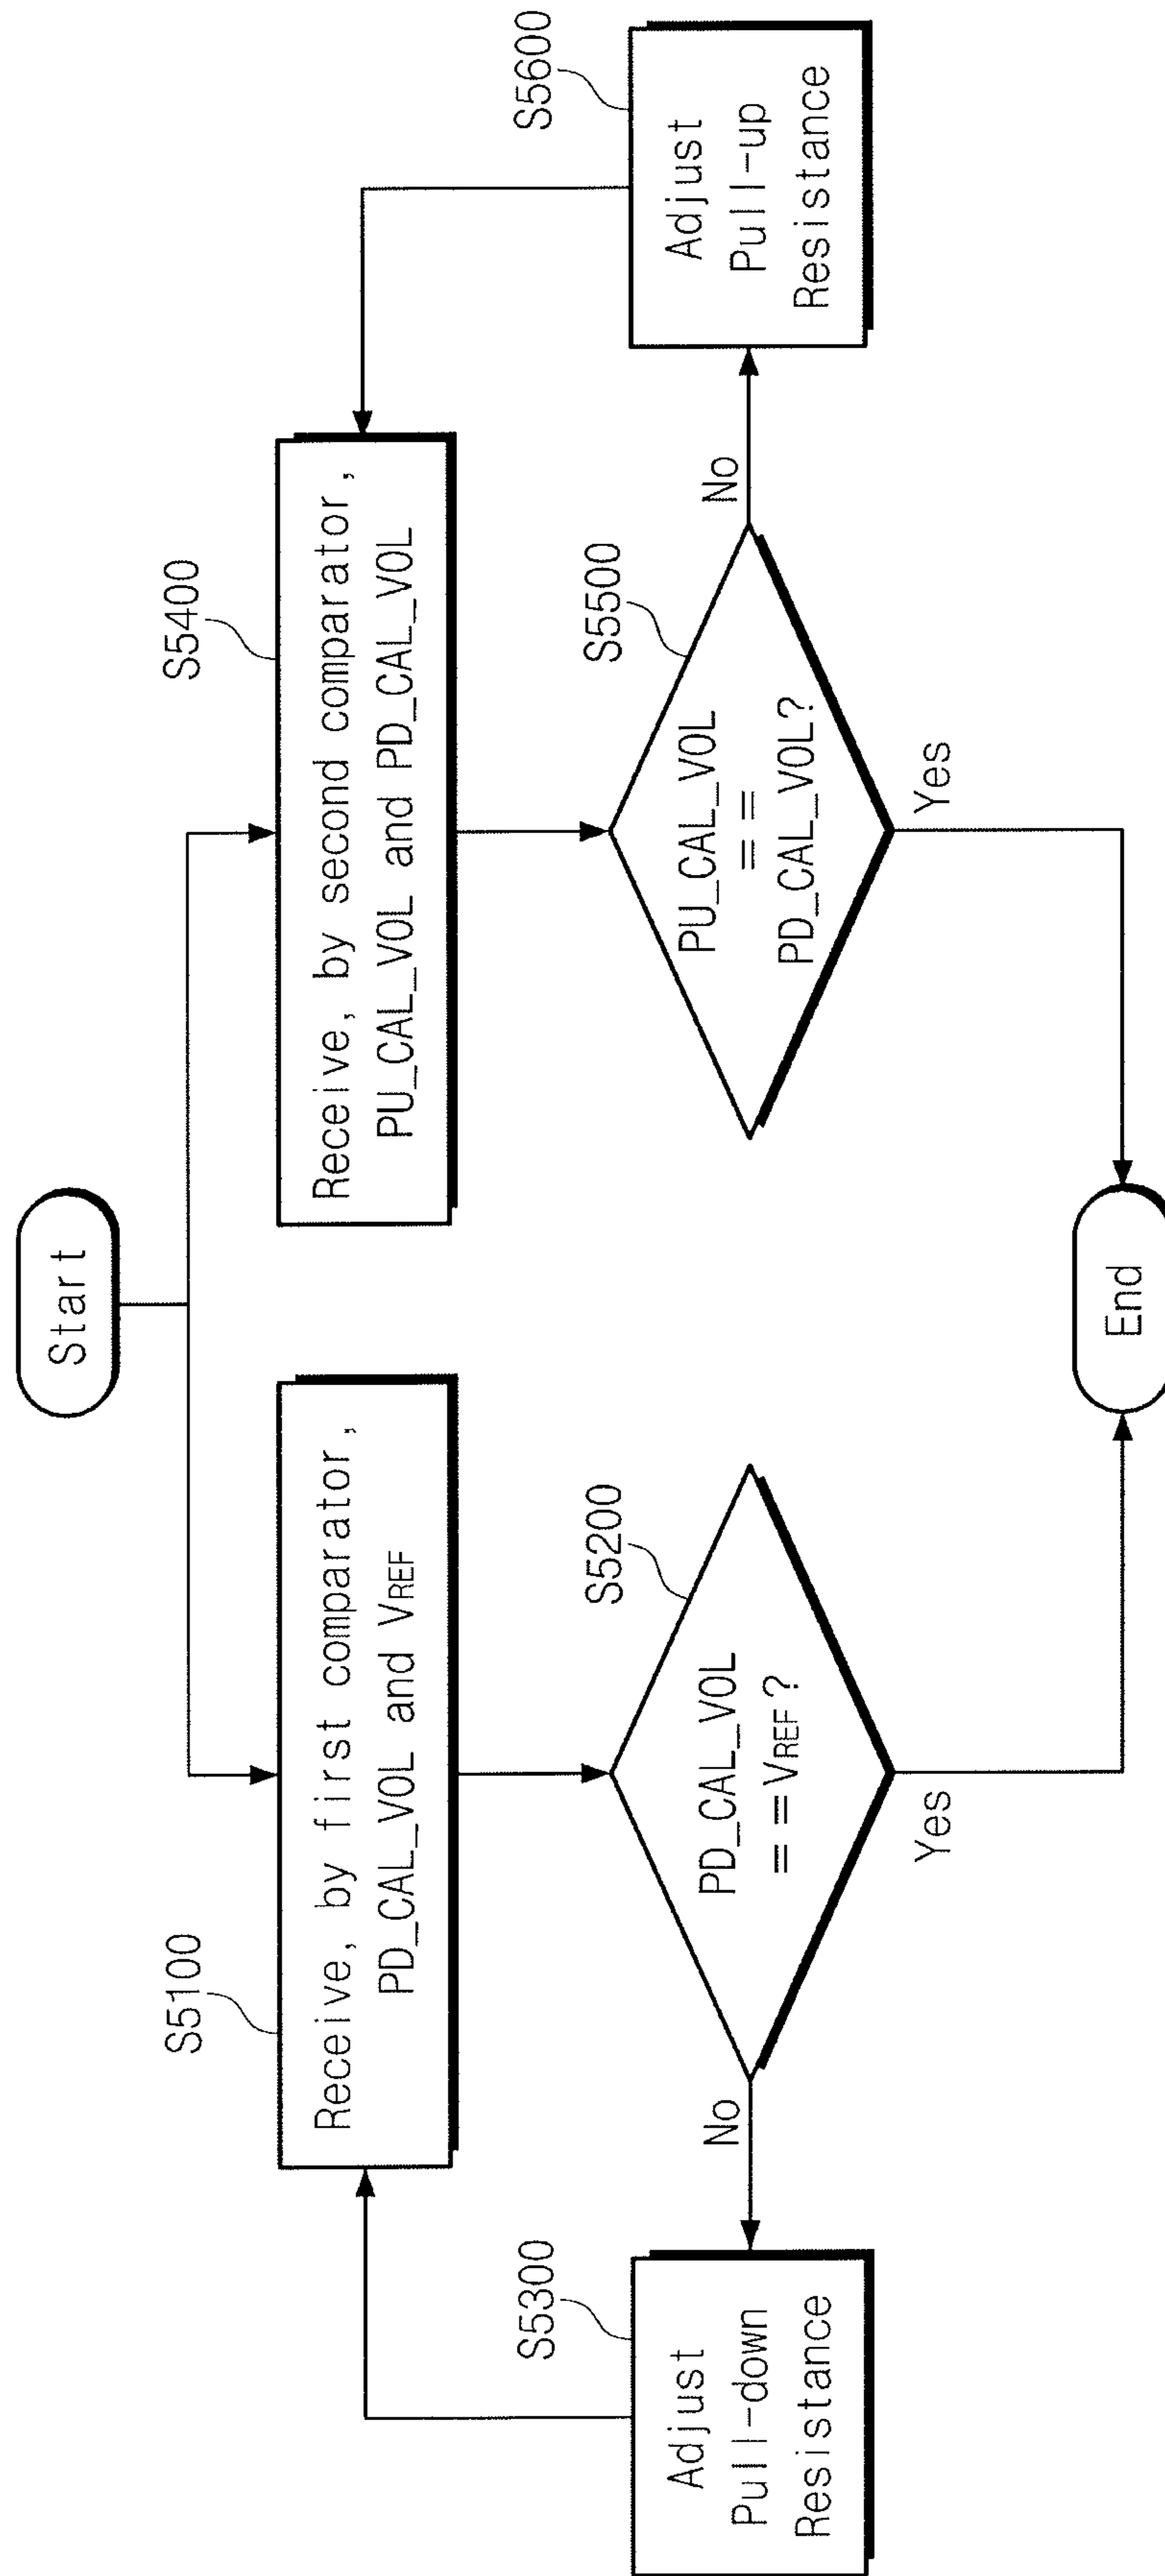 Start
S5100
Receive, by first comparator,
PD_CAL_VOL and VREF
S5200
PD_CAL_VOL
==VREF?
No
Yes
S5300
Adjust
Pull-down
Resistance
S5400
Receive, by second comparator,
PU_CAL_VOL and PD_CAL_VOL
S5500
PU_CAL_VOL
==
PD_CAL_VOL?
No
Yes
S5600
Adjust
Pull-up
Resistance
End